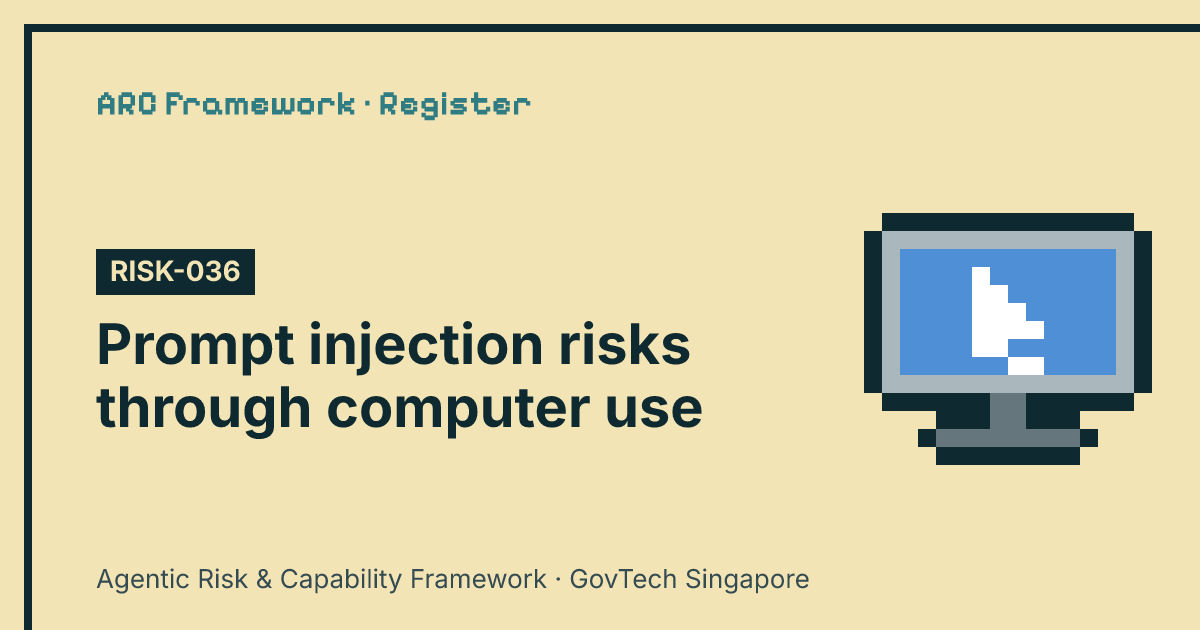 ARC Framework · Register
RISK-036
Prompt injection risks
through computer use
Agentic Risk & Capability Framework · GovTech Singapore